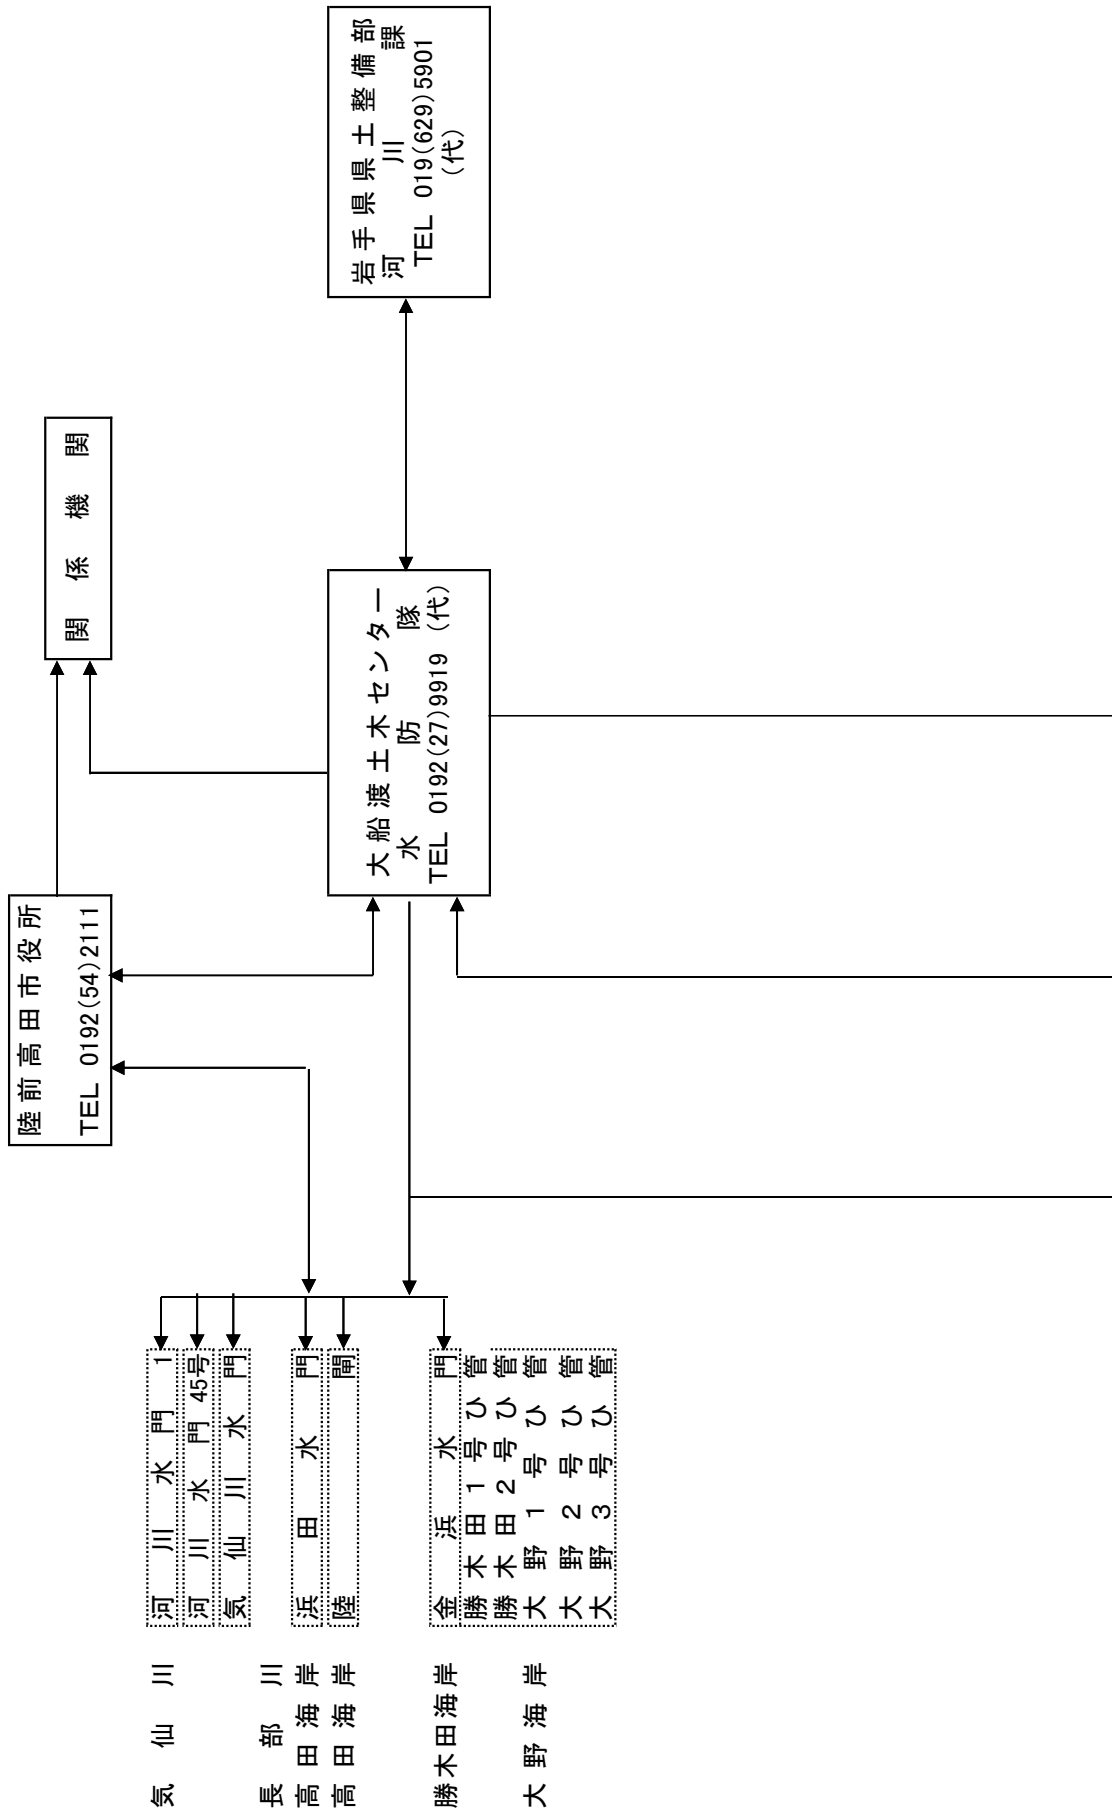 岩手県県土整備部
河川課
TEL 019(629)5901
(代)
関係機関
大船渡土木センター
水防隊
TEL 0192(27)9919 (代)
陸前高田市役所
TEL 0192(54)2111
気仙川
河川水門 1
河川水門 45号
気仙川水門
長部川
高田海岸
浜田水門
高田海岸
陸閘
勝木田海岸
金浜水門
勝木田1号ひ管
勝木田2号ひ管
大野海岸
大野1号ひ管
大野2号ひ管
大野3号ひ管